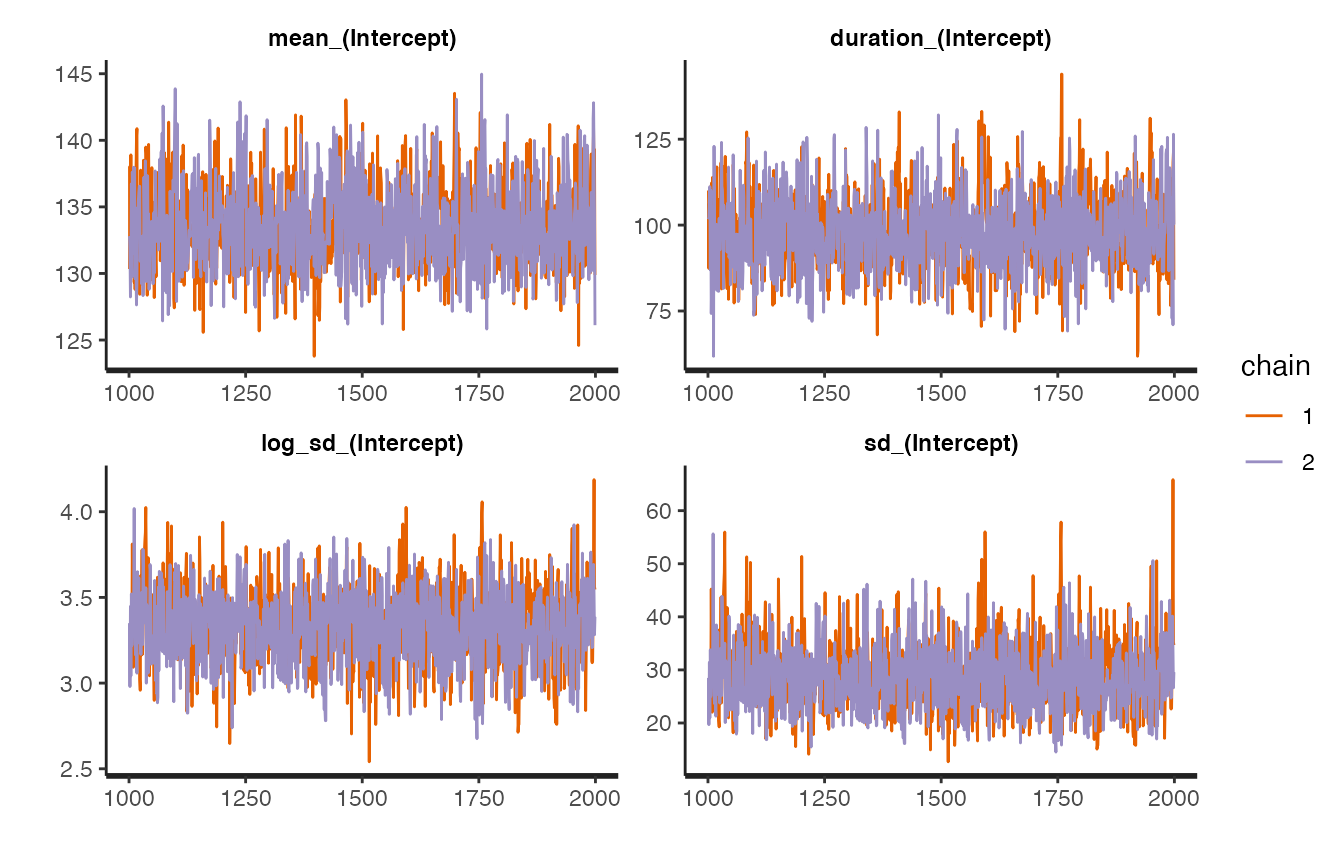 mean_(Intercept)
145
140
135
130
125
1000 1250 1500 1750 2000
duration_(Intercept)
125
100
75
1000 1250 1500 1750 2000
log_sd_(Intercept)
4.0
3.5
3.0
2.5
1000 1250 1500 1750 2000
sd_(Intercept)
60
50
40
30
20
1000 1250 1500 1750 2000
chain
1
2